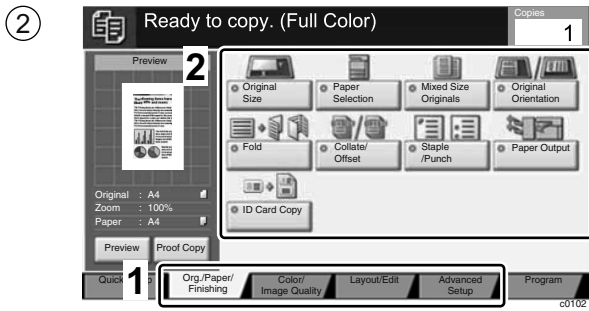 2
Ready to copy. (Full Color)
Copies
1
Preview
2
Original
Size
Paper
Selection
Mixed Size
Originals
Original
Orientation
Fold
Collate/
Offset
Staple
/Punch
Paper Output
ID Card Copy
Original : A4
Zoom : 100%
Paper : A4
Preview
Proof Copy
1
Quick
Org./Paper/
Finishing
Color/
Image Quality
Layout/Edit
Advanced
Setup
Program
c0102